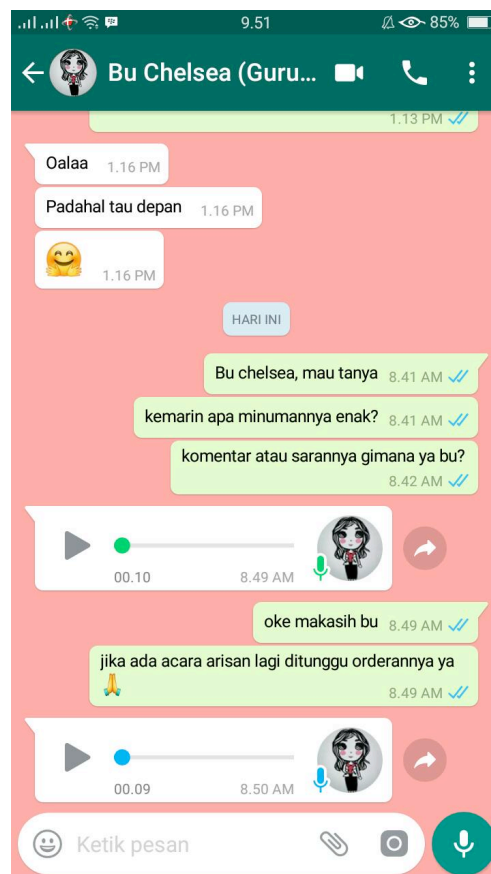 9.51
85%
Bu Chelsea (Guru...
1.13 PM
Oalaa 1.16 PM
Padahal tau depan 1.16 PM
1.16 PM
HARI INI
Bu chelsea, mau tanya 8.41 AM
kemarin apa minumannya enak? 8.41 AM
komentar atau sarannya gimana ya bu?
8.42 AM
00.10 8.49 AM
oke makasih bu 8.49 AM
jika ada acara arisan lagi ditunggu orderannya ya
🙏 8.49 AM
00.09 8.50 AM
Ketik pesan